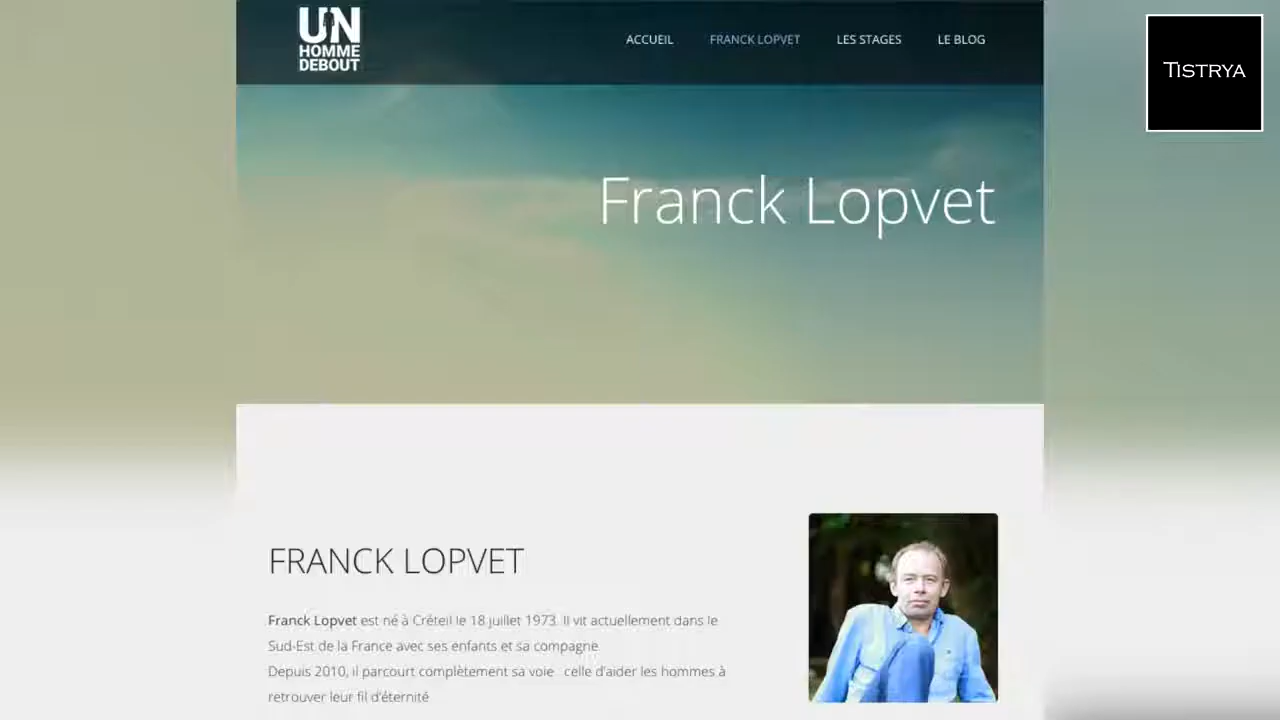 UN
HOMME
DEBOUT
ACCUEIL
FRANCK LOPVET
LES STAGES
LE BLOG
TISTRYA
Franck Lopvet
FRANCK LOPVET
Franck Lopvet est né à Créteil le 18 juillet 1973. Il vit actuellement dans le
Sud-Est de la France avec ses enfants et sa compagne
Depuis 2010, il parcourt complètement sa voie : celle d'aider les hommes à
retrouver leur fil d'éternité